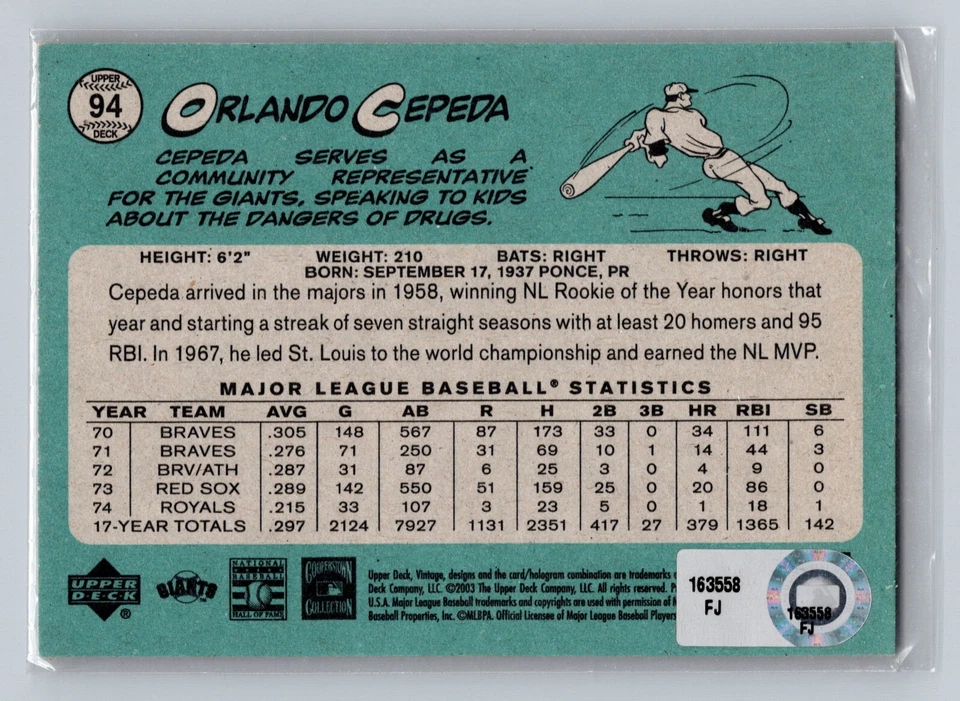 UPPER
94
DECK
ORLANDO CEPEDA
CEPEDA SERVES AS A
COMMUNITY REPRESENTATIVE
FOR THE GIANTS, SPEAKING TO KIDS
ABOUT THE DANGERS OF DRUGS.
HEIGHT: 6'2" WEIGHT: 210 BATS: RIGHT THROWS: RIGHT
BORN: SEPTEMBER 17, 1937 PONCE, PR
Cepeda arrived in the majors in 1958, winning NL Rookie of the Year honors that
year and starting a streak of seven straight seasons with at least 20 homers and 95
RBI. In 1967, he led St. Louis to the world championship and earned the NL MVP.
MAJOR LEAGUE BASEBALL® STATISTICS
YEAR TEAM AVG G AB R H 2B 3B HR RBI SB
70 BRAVES .305 148 567 87 173 33 0 34 111 6
71 BRAVES .276 71 250 31 69 10 1 14 44 3
72 BRV/ATH .287 31 87 6 25 3 0 4 9 0
73 RED SOX .289 142 550 51 159 25 0 20 86 0
74 ROYALS .215 33 107 3 23 5 0 1 18 1
17-YEAR TOTALS .297 2124 7927 1131 2351 417 27 379 1365 142
UPPER
DECK
®
GIANTS
NATIONAL
BASEBALL
HALL OF FAME
COOPERSTOWN
COLLECTION
Upper Deck, Vintage, designs and the card/hologram combination are trademarks
Deck Company, LLC. ©2003 The Upper Deck Company, LLC. All rights reserved.
U.S.A. Major League Baseball trademarks and copyrights are used with permission of
Baseball Properties, Inc. ©MLBPA. Official Licensee of Major League Baseball Players
163558
FJ
163558
FJ